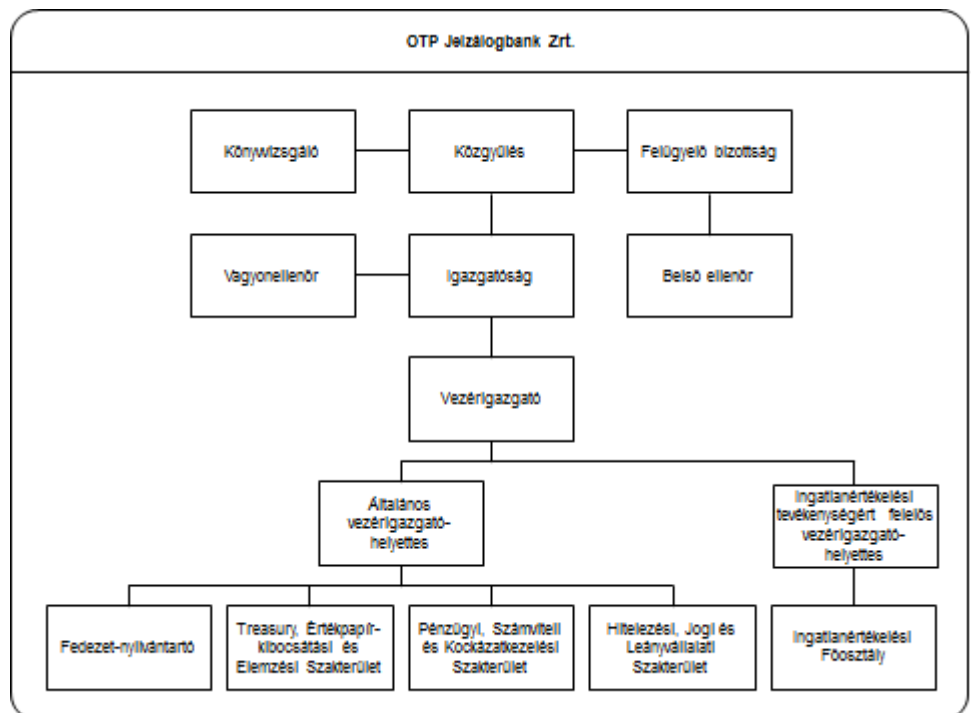 OTP Jelzálogbank Zrt.
Könyvvizsgáló
Közgyűlés
Felügyelő bizottság
Vagyonellenőr
Igazgatóság
Belső ellenőr
Vezérigazgató
Általános
vezérigazgató-
helyettes
Ingatlanértékelési
tevékenységért felelős
vezérigazgató-
helyettes
Fedezet-nyilvántartó
Treasury, Értékpapír-
kibocsátási és
Elemzési Szakterület
Pénzügyi, Számviteli
és Kockázatkezelési
Szakterület
Hitelezési, Jogi és
Leányvállalati
Szakterület
Ingatlanértékelési
Főosztály